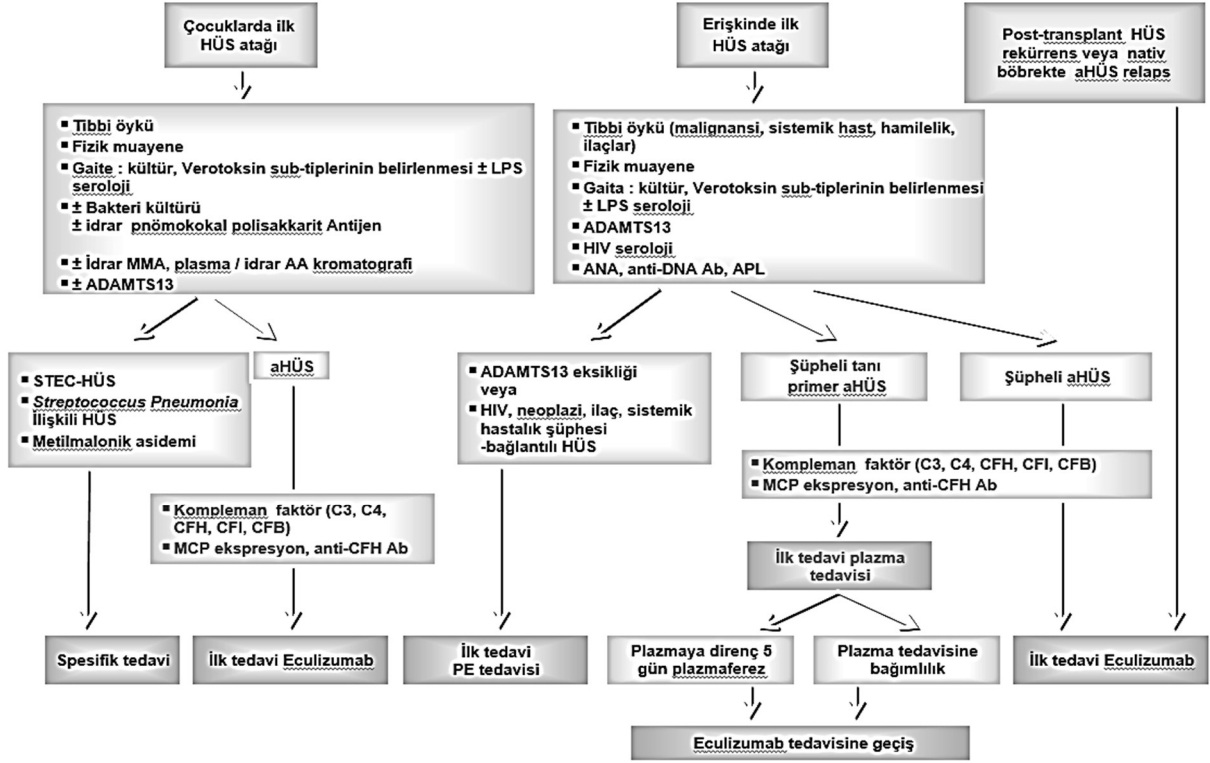 Çocuklarda ilk
HÜS atağı
Erişkinde ilk
HÜS atağı
Post-transplant HÜS
rekürrens veya nativ
böbrekte aHÜS relaps
▪ Tibbi öykü
▪ Fizik muayene
▪ Gaite : kültür, Verotoksin sub-tiplerinin belirlenmesi ± LPS
seroloji
▪ ± Bakteri kültürü
± idrar pnömokokal polisakkarit Antijen
▪ ± İdrar MMA, plasma / idrar AA kromatografi
▪ ± ADAMTS13
▪ Tibbi öykü (malignansi, sistemik hast, hamilelik,
ilaçlar)
▪ Fizik muayene
▪ Gaita : kültür, Verotoksin sub-tiplerinin belirlenmesi
± LPS seroloji
▪ ADAMTS13
▪ HIV seroloji
▪ ANA, anti-DNA Ab, APL
▪ STEC-HÜS
▪ Streptococcus Pneumonia
İlişkili HÜS
▪ Metilmalonik asidemi
aHÜS
▪ ADAMTS13 eksikliği
veya
▪ HIV, neoplazi, ilaç, sistemik
hastalık şüphesi
-bağlantılı HÜS
Şüpheli tanı
primer aHÜS
Şüpheli aHÜS
▪ Kompleman faktör (C3, C4,
CFH, CFI, CFB)
▪ MCP ekspresyon, anti-CFH Ab
▪ Kompleman faktör (C3, C4, CFH, CFI, CFB)
▪ MCP ekspresyon, anti-CFH Ab
İlk tedavi plazma
tedavisi
Spesifik tedavi
İlk tedavi Eculizumab
İlk tedavi
PE tedavisi
Plazmaya direnç 5
gün plazmaferez
Plazma tedavisine
bağımlılık
İlk tedavi Eculizumab
Eculizumab tedavisine geçiş